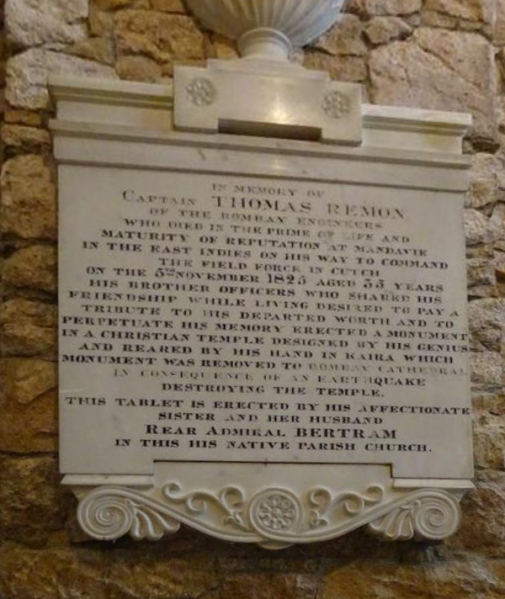 IN MEMORY OF
CAPTAIN THOMAS REMON
OF THE BOMBAY ENGINEERS
WHO DIED IN THE PRIME OF LIFE AND
MATURITY OF REPUTATION AT MANDAVIE
IN THE EAST INDIES ON HIS WAY TO COMMAND
THE FIELD FORCE IN CUTCH
ON THE 5TH NOVEMBER 1825 AGED 35 YEARS
HIS BROTHER OFFICERS WHO SHARED HIS
FRIENDSHIP WHILE LIVING DESIRED TO PAY A
TRIBUTE TO HIS DEPARTED WORTH AND TO
PERPETUATE HIS MEMORY ERECTED A MONUMENT
IN A CHRISTIAN TEMPLE DESIGNED BY HIS GENIUS
AND REARED BY HIS HAND IN KAIRA WHICH
MONUMENT WAS REMOVED TO BOMBAY CATHEDRAL
IN CONSEQUENCE OF AN EARTHQUAKE
DESTROYING THE TEMPLE.
THIS TABLET IS ERECTED BY HIS AFFECTIONATE
SISTER AND HER HUSBAND
REAR ADMIRAL BERTRAM
IN THIS HIS NATIVE PARISH CHURCH.